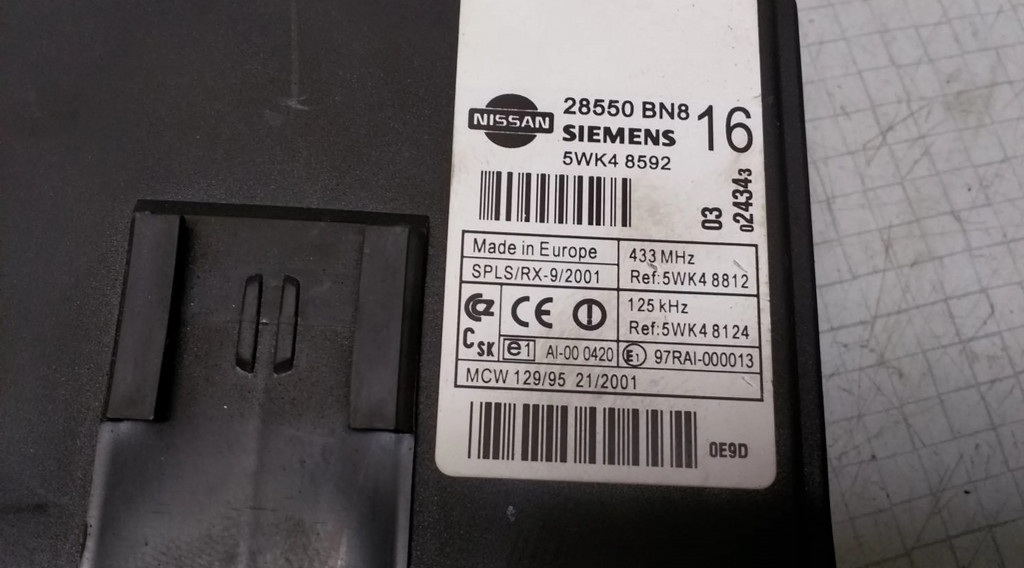 NISSAN
28550 BN8 16
SIEMENS
5WK4 8592
03
024343
Made in Europe
433 MHz
SPLS/RX-9/2001
Ref:5WK4 8812
CE
125 kHz
Ref:5WK4 8124
CSK
e1 AI-00 0420
E1 97RAI-000013
MCW 129/95 21/2001
0E9D